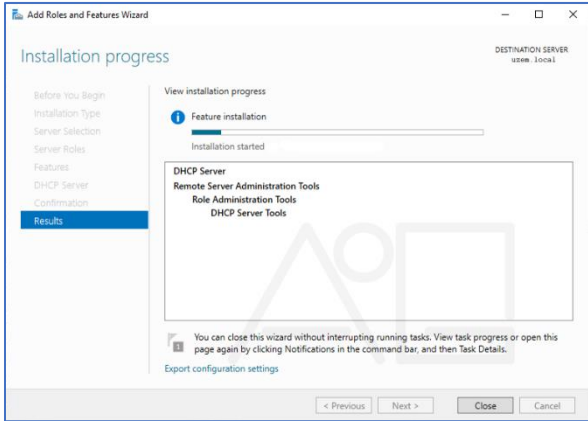 Add Roles and Features Wizard
Installation progress
DESTINATION SERVER
uzem.local
Before You Begin
Installation Type
Server Selection
Server Roles
Features
DHCP Server
Confirmation
Results
View installation progress
Feature installation
Installation started
DHCP Server
Remote Server Administration Tools
Role Administration Tools
DHCP Server Tools
1
You can close this wizard without interrupting running tasks. View task progress or open this
page again by clicking Notifications in the command bar, and then Task Details.
Export configuration settings
< Previous
Next >
Close
Cancel